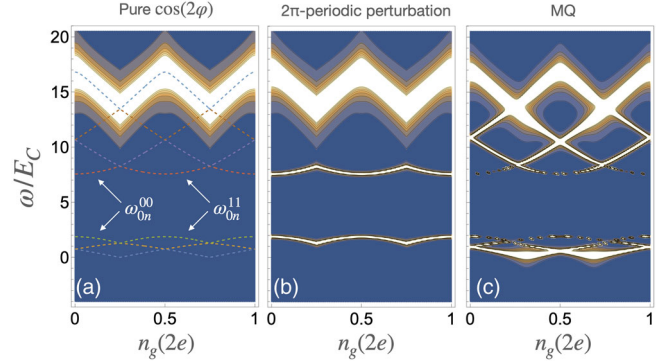 Pure cos(2φ)
2π-periodic perturbation
MQ
ω/E_C
20
15
10
5
0
ω_{0n}^{00}
ω_{0n}^{11}
(a)
(b)
(c)
0
0.5
1
0
0.5
1
0
0.5
1
n_g(2e)
n_g(2e)
n_g(2e)